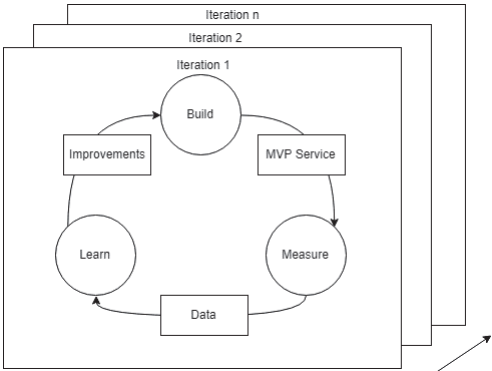 Iteration n
Iteration 2
Iteration 1
Build
Improvements
MVP Service
Learn
Measure
Data